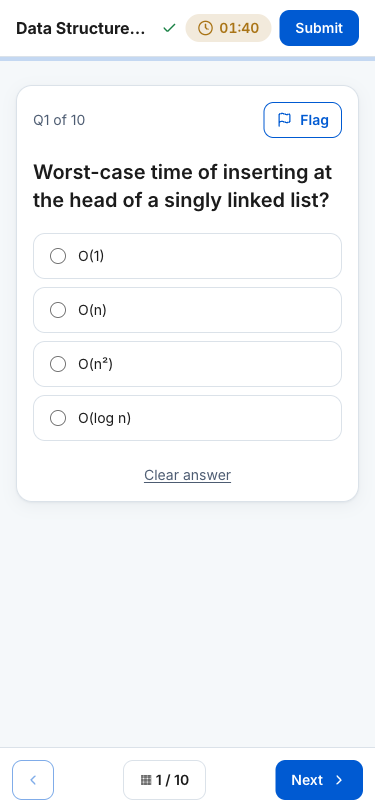 Data Structure...
01:40
Submit
Q1 of 10
Flag
Worst-case time of inserting at
the head of a singly linked list?
O(1)
O(n)
O(n²)
O(log n)
Clear answer
1 / 10
Next